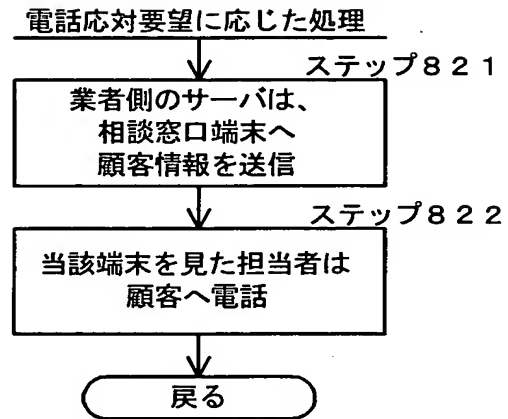 電話応対要望に応じた処理
ステップ821
業者側のサーバは、
相談窓口端末へ
顧客情報を送信
ステップ822
当該端末を見た担当者は
顧客へ電話
戻る